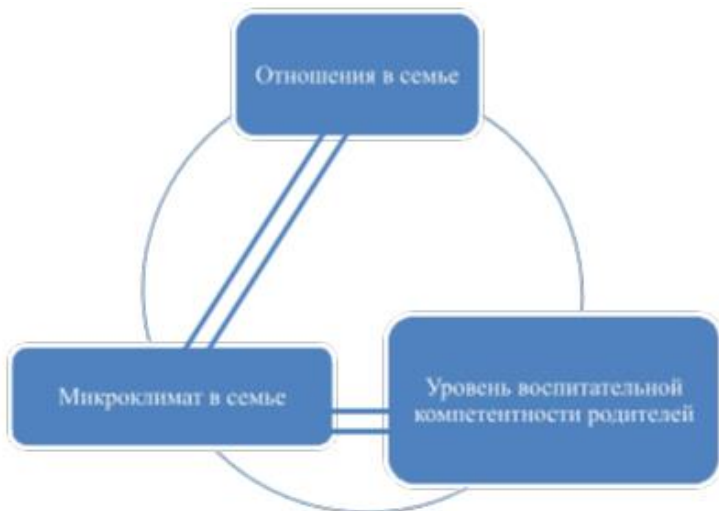 Отношения в семье
Микроклимат в семье
Уровень воспитательной
компетентности родителей